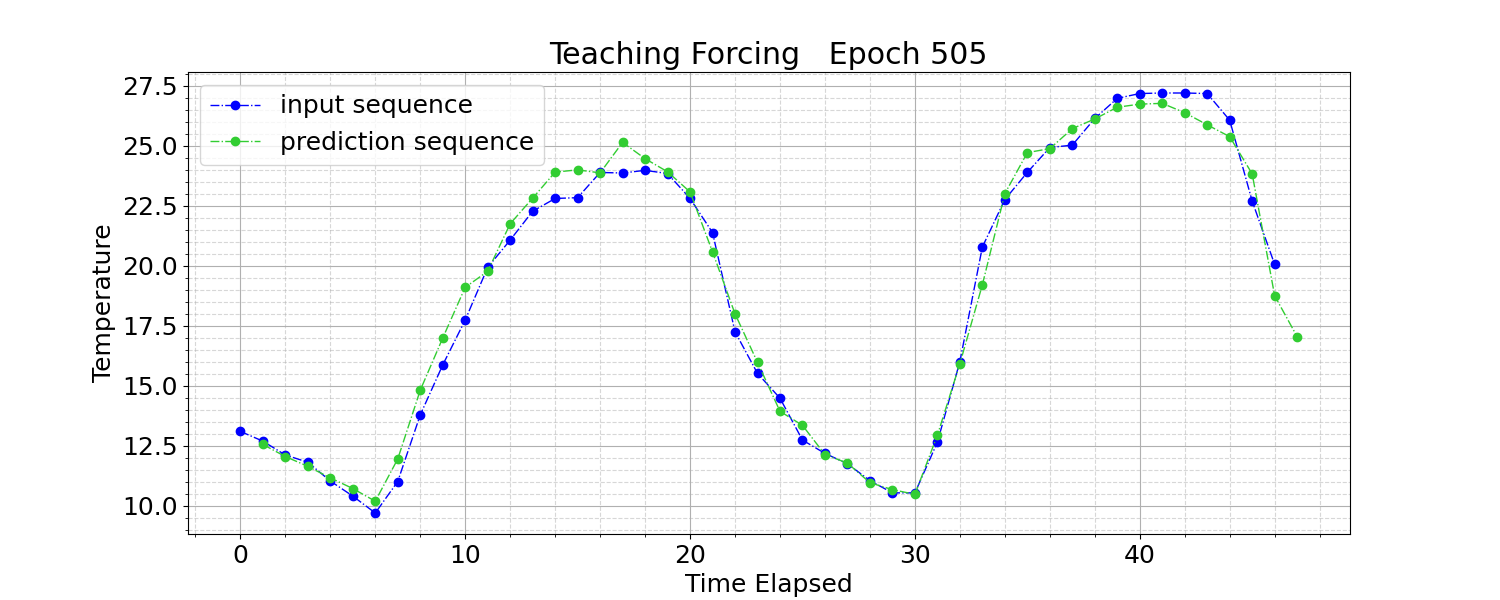 Teaching Forcing   Epoch 505
27.5
25.0
22.5
20.0
17.5
15.0
12.5
10.0
Temperature
input sequence
prediction sequence
0 10 20 30 40
Time Elapsed